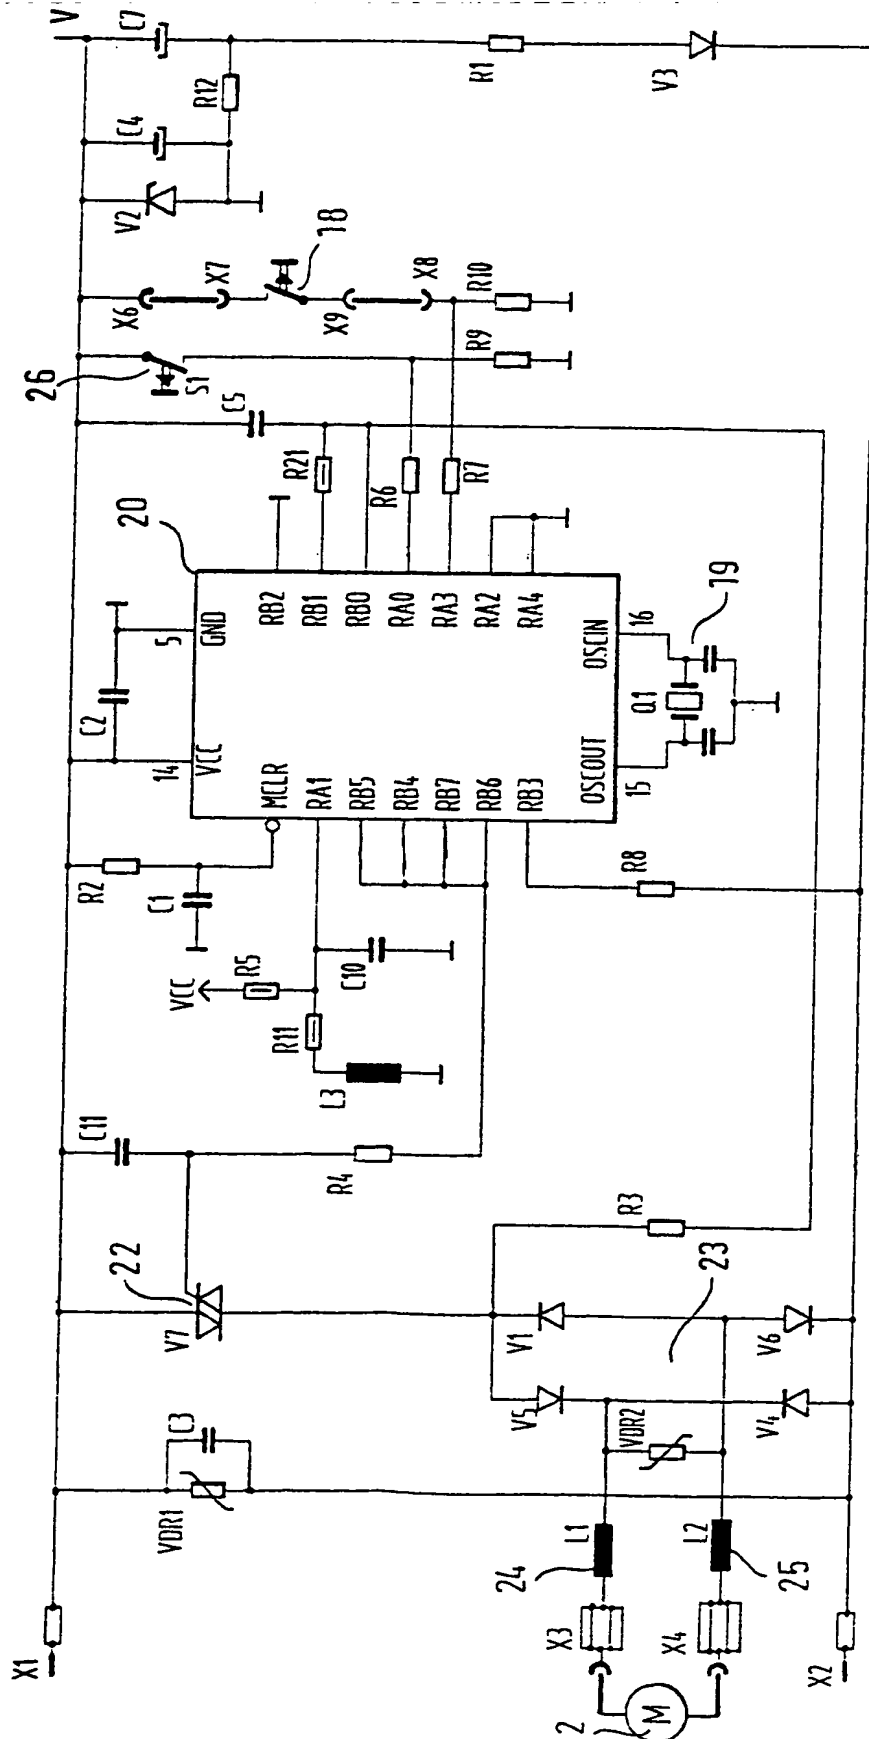 V
C7
R1
V3
R12
C4
V2
18
X6
X7
X9
X8
R10
26
S1
R9
C5
R21
R6
R7
20
RB2
RB1
RB0
RA0
RA3
RA2
RA4
5
GND
OSCIN
16
19
C2
Q1
14
VCC
MCLR
RA1
RB5
RB4
RB7
RB6
RB3
OSCOUT
15
R2
C1
R8
VCC
R5
C10
R11
L3
C11
R4
R3
22
V7
23
V1
V6
V5
V4
C3
VDR1
VDR2
L1
L2
24
25
X3
X4
X1
X2
2
M